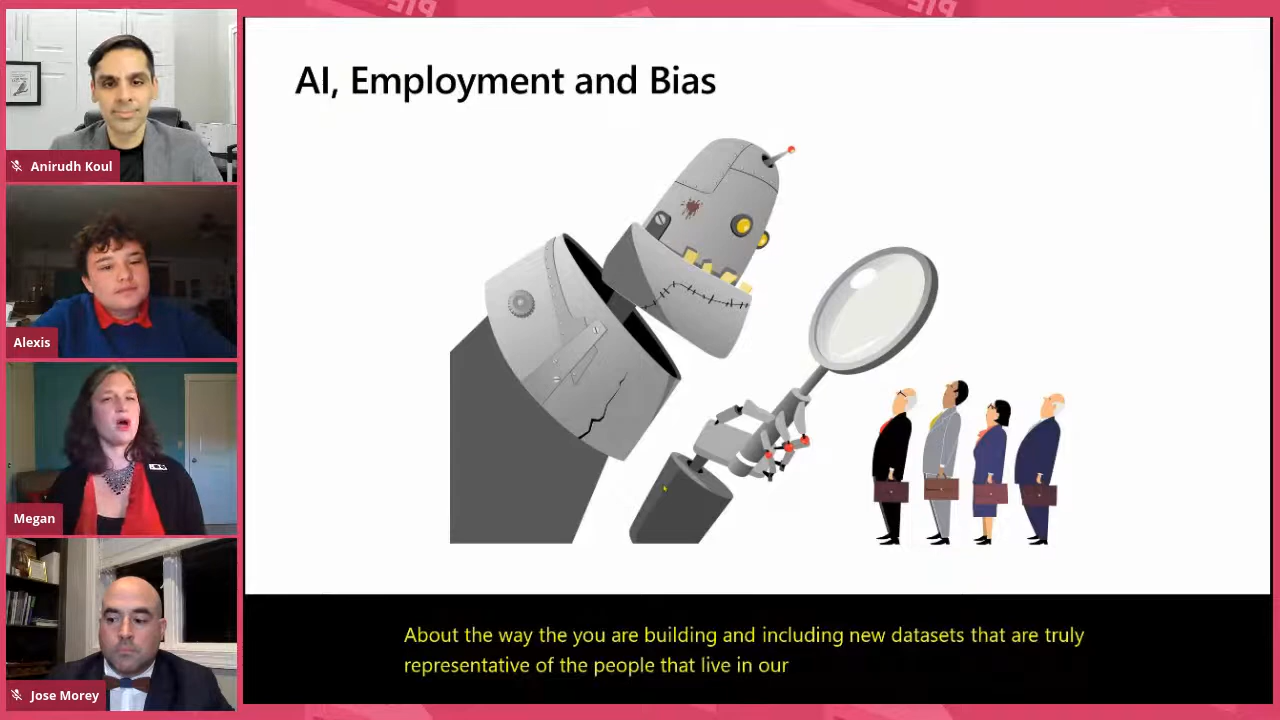 AI, Employment and Bias
Anirudh Koul
Alexis
Megan
Jose Morey
About the way the you are building and including new datasets that are truly
representative of the people that live in our